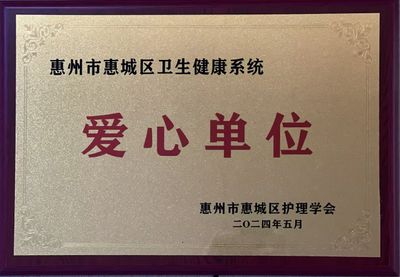 惠州市惠城区卫生健康系统
爱心单位
惠州市惠城区护理学会
二〇二四年五月